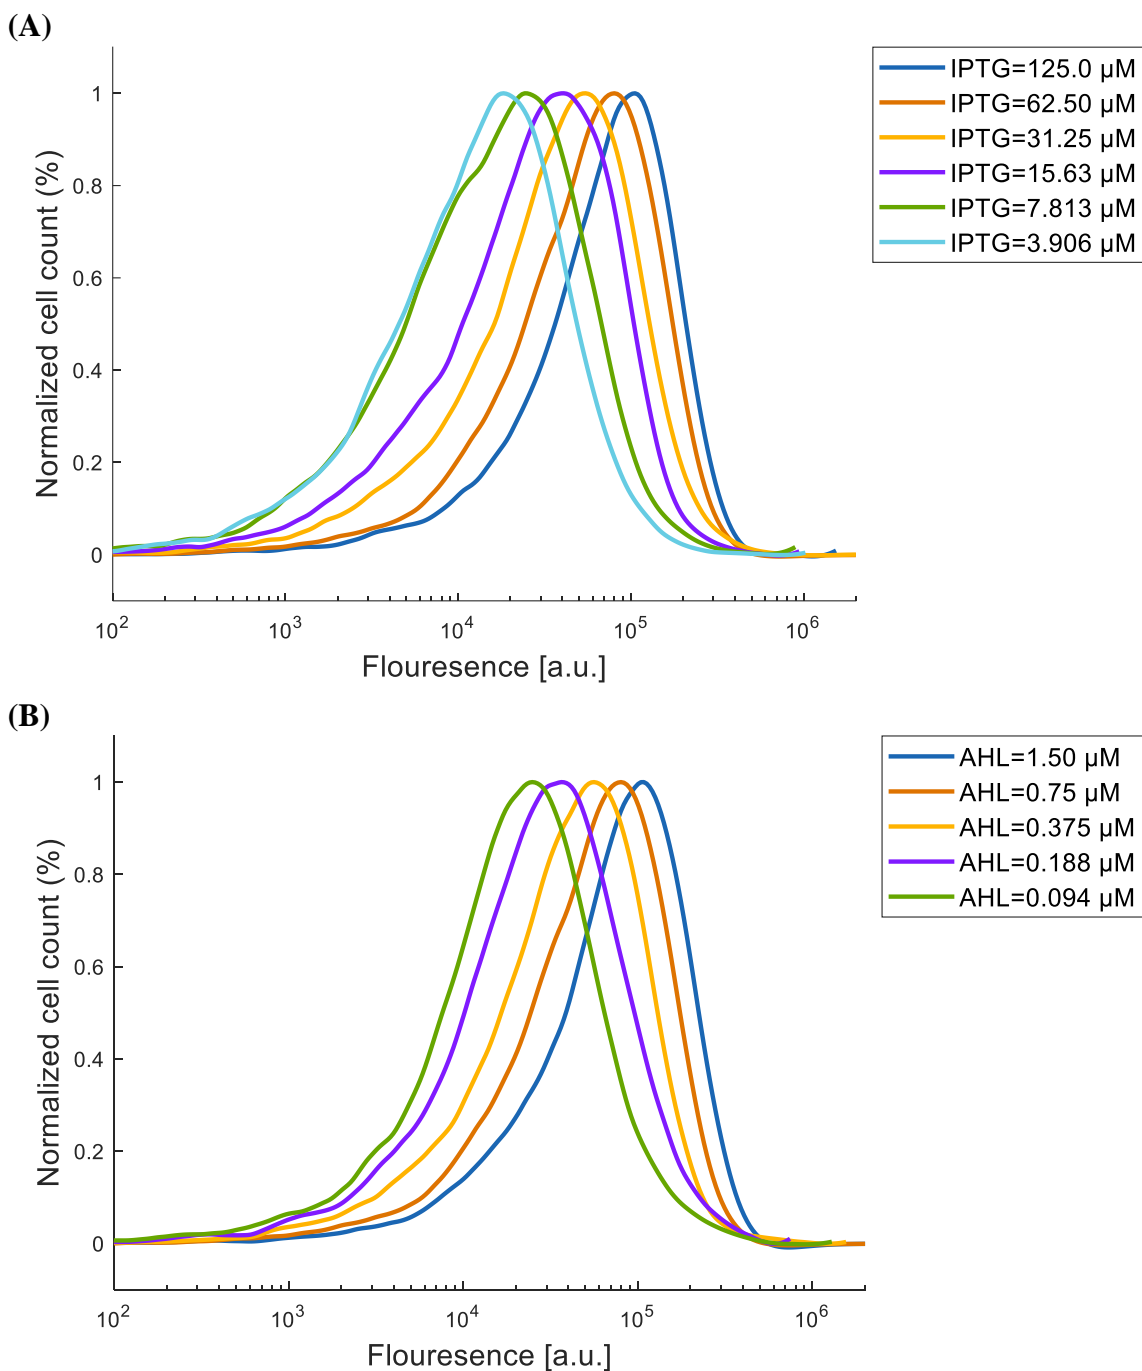 (A)
1
0.8
0.6
0.4
0.2
0
Normalized cell count (%)
10² 10³ 10⁴ 10⁵ 10⁶
Flouresence [a.u.]
IPTG=125.0 µM
IPTG=62.50 µM
IPTG=31.25 µM
IPTG=15.63 µM
IPTG=7.813 µM
IPTG=3.906 µM
(B)
1
0.8
0.6
0.4
0.2
0
Normalized cell count (%)
10² 10³ 10⁴ 10⁵ 10⁶
Flouresence [a.u.]
AHL=1.50 µM
AHL=0.75 µM
AHL=0.375 µM
AHL=0.188 µM
AHL=0.094 µM